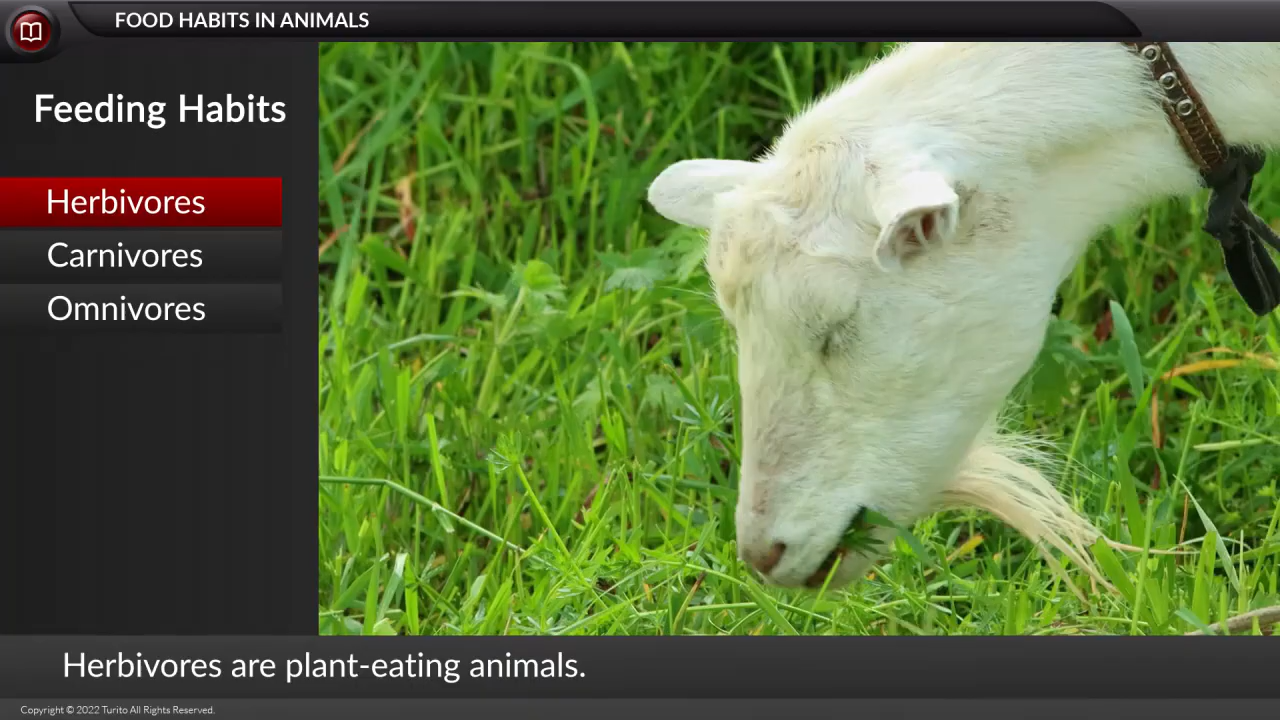 FOOD HABITS IN ANIMALS
Feeding Habits
Herbivores
Carnivores
Omnivores
Herbivores are plant-eating animals.
Copyright © 2022 Turito All Rights Reserved.